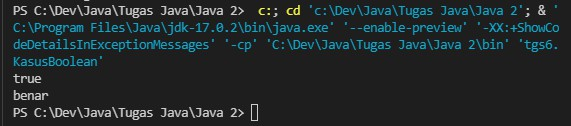 PS C:\Dev\Java\Tugas Java\Java 2>  c:; cd 'c:\Dev\Java\Tugas Java\Java 2'; & '
C:\Program Files\Java\jdk-17.0.2\bin\java.exe' '--enable-preview' '-XX:+ShowCo
deDetailsInExceptionMessages' '-cp' 'C:\Dev\Java\Tugas Java\Java 2\bin' 'tgs6.
KasusBoolean'
true
benar
PS C:\Dev\Java\Tugas Java\Java 2>